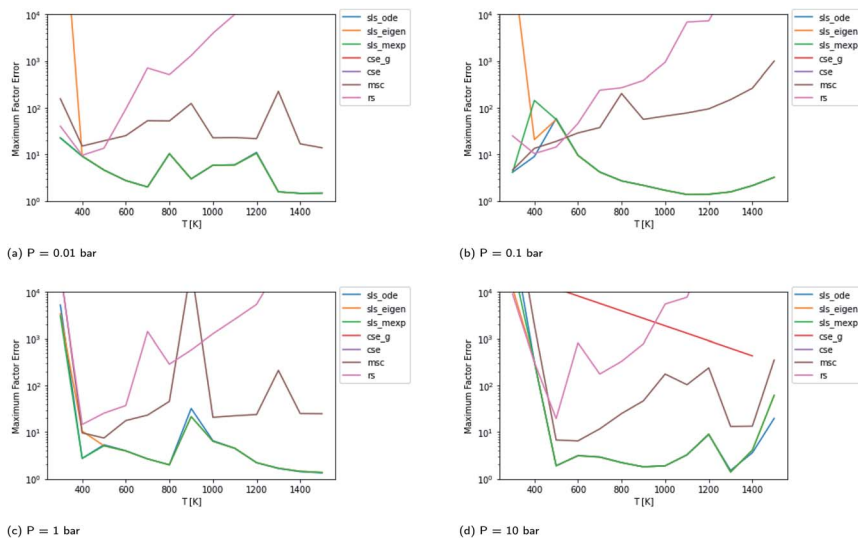 10⁴
10³
10²
10¹
10⁰
Maximum Factor Error
400 600 800 1000 1200 1400
T [K]
sls_ode
sls_eigen
sls_mexp
cse_g
cse
msc
rs
(a) P = 0.01 bar
10⁴
10³
10²
10¹
10⁰
Maximum Factor Error
400 600 800 1000 1200 1400
T [K]
sls_ode
sls_eigen
sls_mexp
cse_g
cse
msc
rs
(b) P = 0.1 bar
10⁴
10³
10²
10¹
10⁰
Maximum Factor Error
400 600 800 1000 1200 1400
T [K]
sls_ode
sls_eigen
sls_mexp
cse_g
cse
msc
rs
(c) P = 1 bar
10⁴
10³
10²
10¹
10⁰
Maximum Factor Error
400 600 800 1000 1200 1400
T [K]
sls_ode
sls_eigen
sls_mexp
cse_g
cse
msc
rs
(d) P = 10 bar